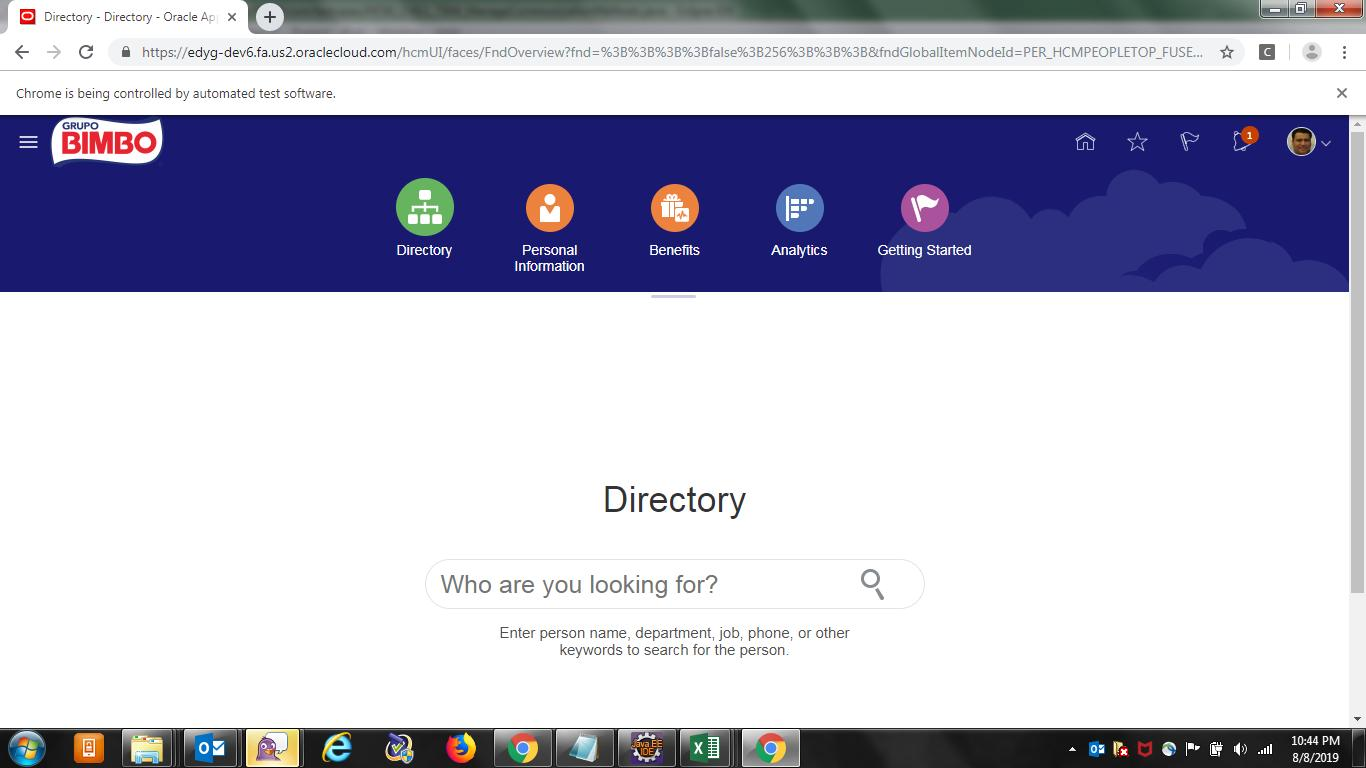 Directory - Directory - Oracle Ap
https://edyg-dev6.fa.us2.oraclecloud.com/hcmUI/faces/FndOverview?fnd=%3B%3B%3B%3Bfalse%3B256%3B%3B%3B&fndGlobalItemNodeId=PER_HCMPEOPLETOP_FUSE...
C
Chrome is being controlled by automated test software.
GRUPO
BIMBO
1
Directory
Personal
Information
Benefits
Analytics
Getting Started
Directory
Who are you looking for?
Enter person name, department, job, phone, or other
keywords to search for the person.
Java EE
IDE
10:44 PM
8/8/2019